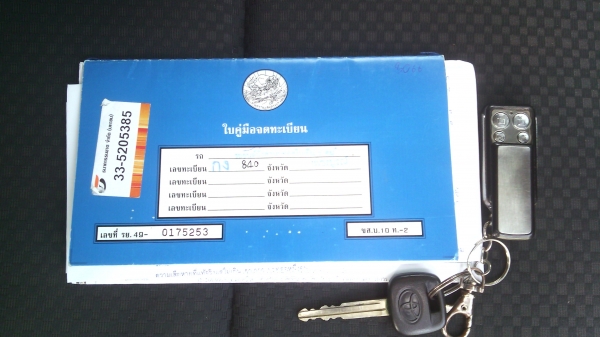 ใบคู่มือจดทะเบียน
รถ
เลขทะเบียน กง 840 จังหวัด
เลขทะเบียน จังหวัด
เลขทะเบียน จังหวัด
เลขทะเบียน จังหวัด
เลขที่ รย. 49- 0175253
ขส.บ.10 ท.-2
33-5205385